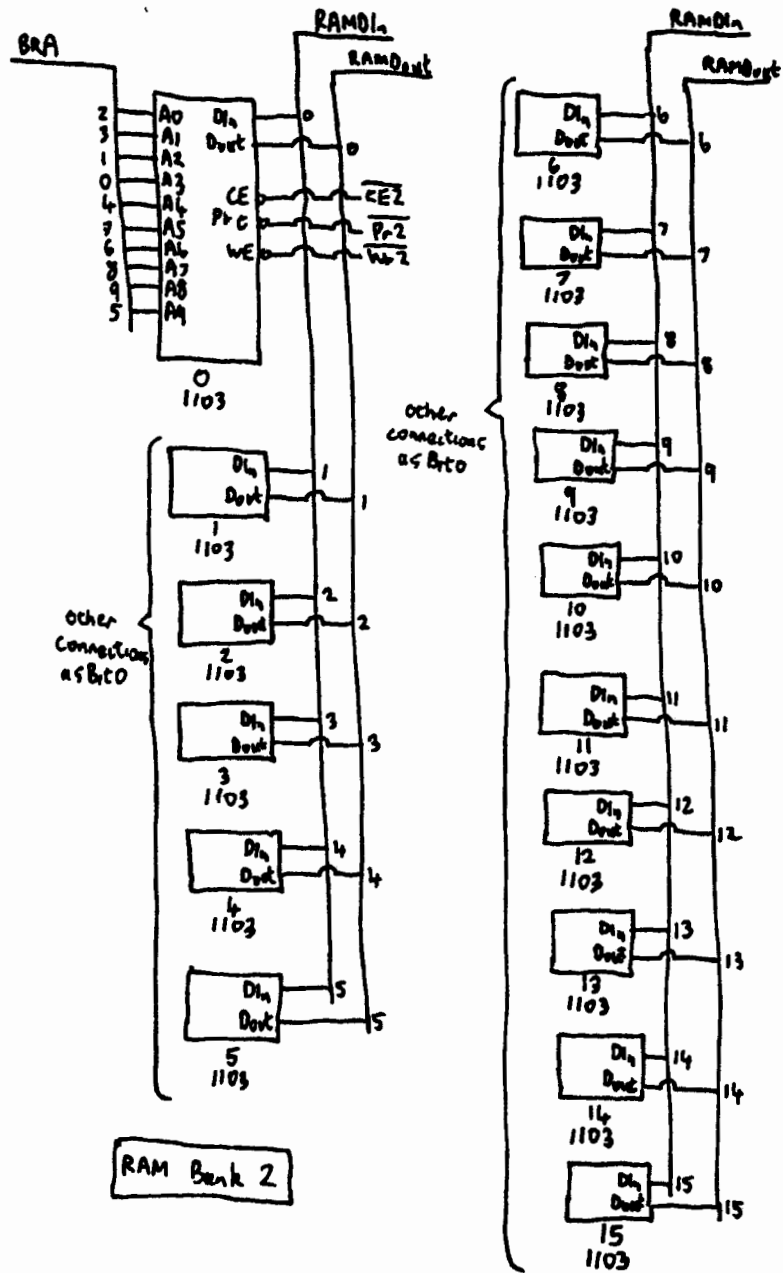 BRA
RAMDIn
RAMDout
2 A0 DIn 0
3 A1 Dout 0
1 A2
0 A3 CE CE2
4 A4 Prc Pr2
7 A5 WE Wr2
6 A6
8 A7
9 A8
5 A9
0
1103
other
connections
as Bit0
DIn 1
Dout 1
1
1103
DIn 2
Dout 2
2
1103
DIn 3
Dout 3
3
1103
DIn 4
Dout 4
4
1103
DIn 5
Dout 5
5
1103
RAM Bank 2
RAMDIn
RAMDout
other
connections
as Bit0
DIn 6
Dout 6
6
1103
DIn 7
Dout 7
7
1103
DIn 8
Dout 8
8
1103
DIn 9
Dout 9
9
1103
DIn 10
Dout 10
10
1103
DIn 11
Dout 11
11
1103
DIn 12
Dout 12
12
1103
DIn 13
Dout 13
13
1103
DIn 14
Dout 14
14
1103
DIn 15
Dout 15
15
1103